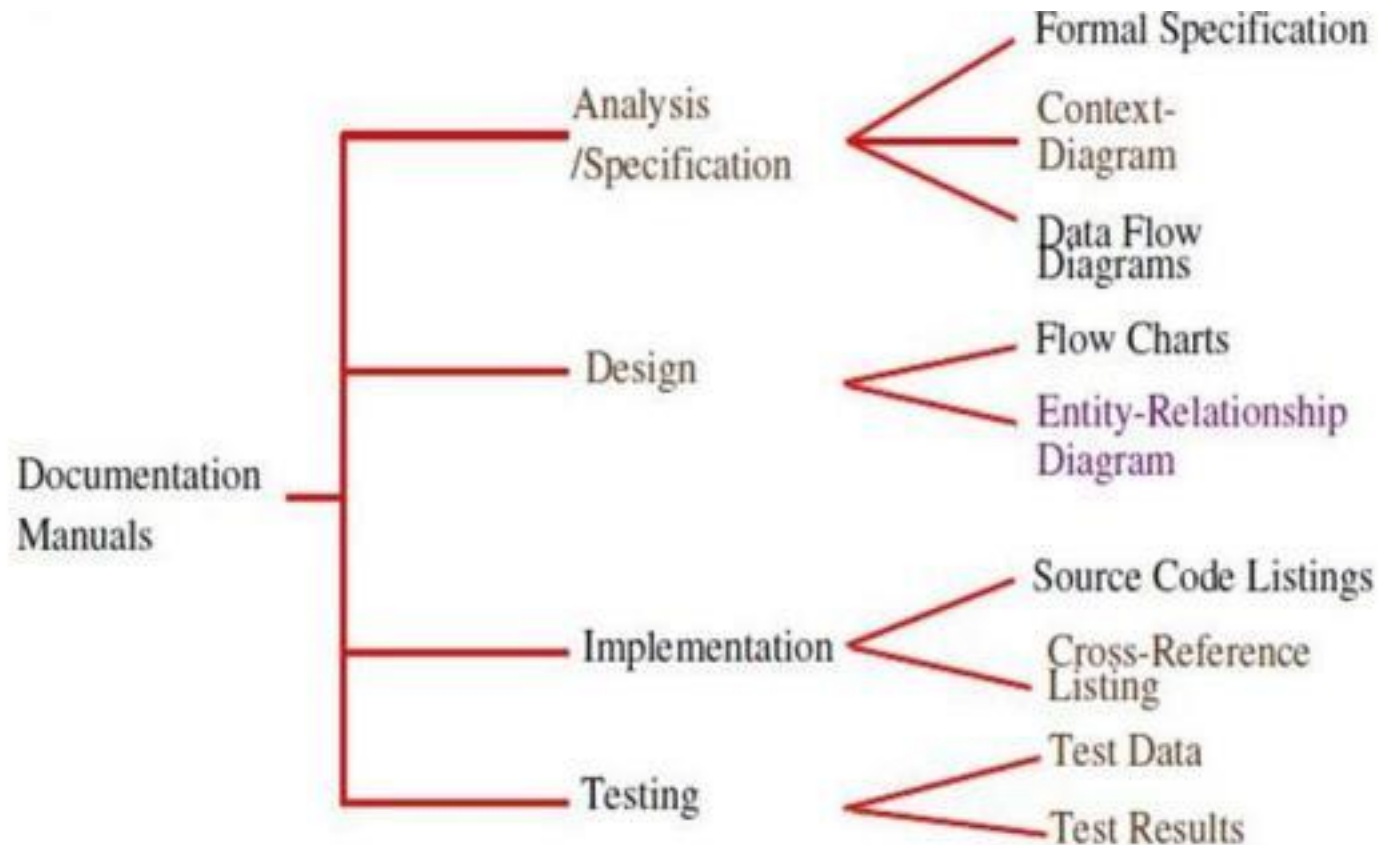 Formal Specification
Analysis
/Specification
Context-
Diagram
Data Flow
Diagrams
Design
Flow Charts
Entity-Relationship
Diagram
Documentation
Manuals
Implementation
Source Code Listings
Cross-Reference
Listing
Testing
Test Data
Test Results